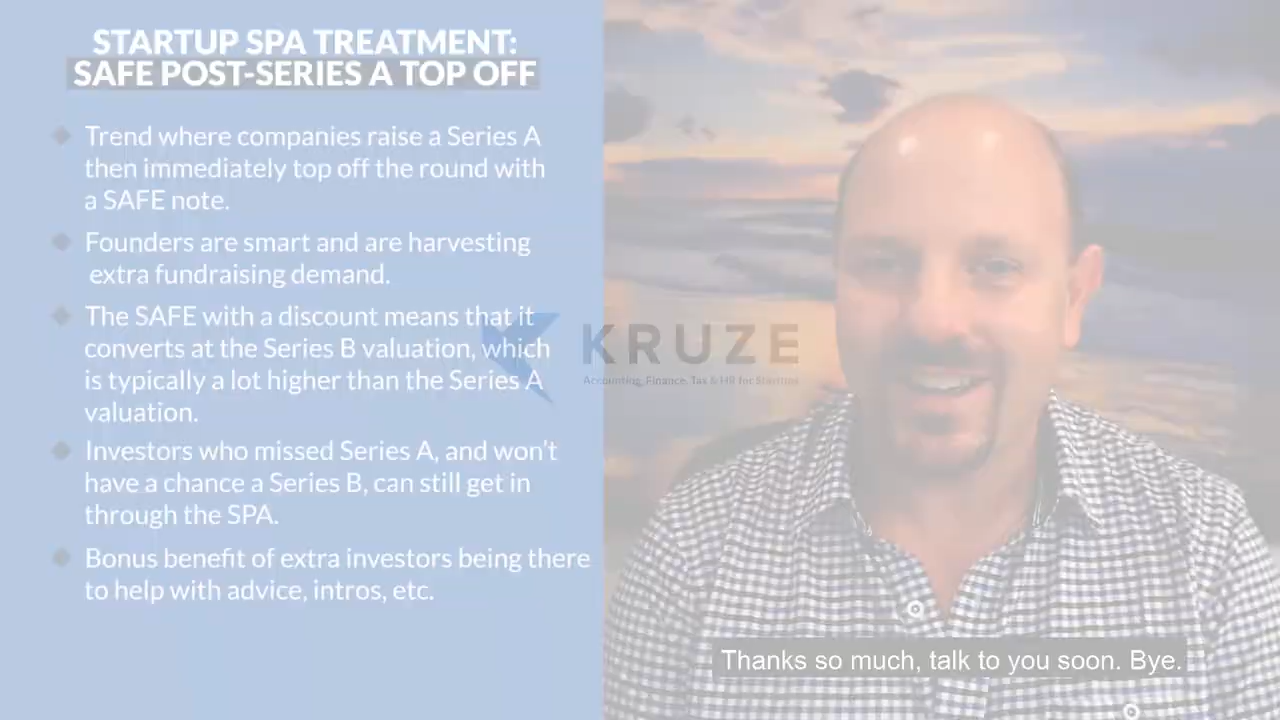 STARTUP SPA TREATMENT:
SAFE POST-SERIES A TOP OFF
Trend where companies raise a Series A
then immediately top off the round with
a SAFE note.
Founders are smart and are harvesting
extra fundraising demand.
The SAFE with a discount means that it
converts at the Series B valuation, which
is typically a lot higher than the Series A
valuation.
Investors who missed Series A, and won't
have a chance a Series B, can still get in
through the SPA.
Bonus benefit of extra investors being there
to help with advice, intros, etc.
KRUZE
Accounting, Finance, Tax & HR for Startups
Thanks so much, talk to you soon. Bye.